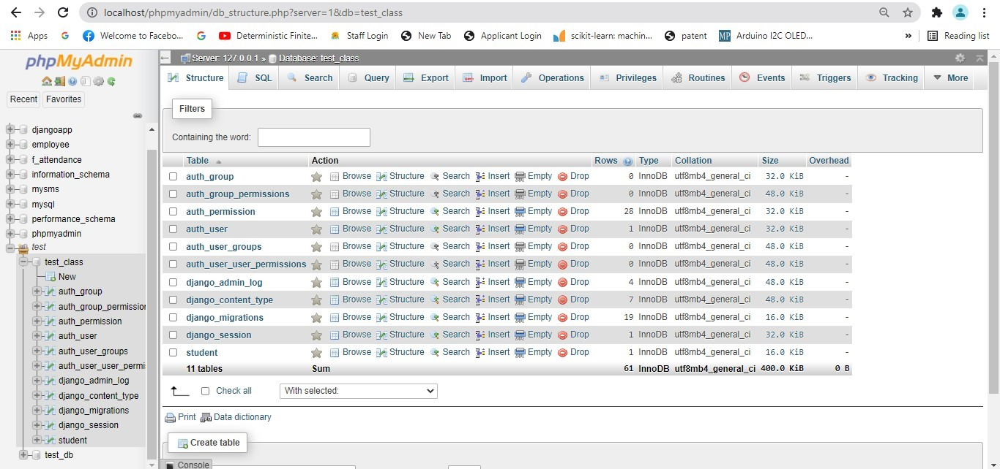 localhost/phpmyadmin/db_structure.php?server=1&db=test_class
Apps Welcome to Facebo... Deterministic Finite... Staff Login New Tab Applicant Login scikit-learn: machin... patent MP Arduino I2C OLED... » Reading list
phpMyAdmin
Recent Favorites
djangoapp
employee
f_attendance
information_schema
mysms
mysql
performance_schema
phpmyadmin
test
test_class
New
auth_group
auth_group_permission
auth_permission
auth_user
auth_user_groups
auth_user_user_permis
django_admin_log
django_content_type
django_migrations
django_session
student
test_db
Server: 127.0.0.1 » Database: test_class
Structure SQL Search Query Export Import Operations Privileges Routines Events Triggers Tracking More
Filters
Containing the word:
Table Action Rows Type Collation Size Overhead
auth_group Browse Structure Search Insert Empty Drop 0 InnoDB utf8mb4_general_ci 32.0 KiB -
auth_group_permissions Browse Structure Search Insert Empty Drop 0 InnoDB utf8mb4_general_ci 48.0 KiB -
auth_permission Browse Structure Search Insert Empty Drop 28 InnoDB utf8mb4_general_ci 32.0 KiB -
auth_user Browse Structure Search Insert Empty Drop 1 InnoDB utf8mb4_general_ci 32.0 KiB -
auth_user_groups Browse Structure Search Insert Empty Drop 0 InnoDB utf8mb4_general_ci 48.0 KiB -
auth_user_user_permissions Browse Structure Search Insert Empty Drop 0 InnoDB utf8mb4_general_ci 48.0 KiB -
django_admin_log Browse Structure Search Insert Empty Drop 4 InnoDB utf8mb4_general_ci 48.0 KiB -
django_content_type Browse Structure Search Insert Empty Drop 7 InnoDB utf8mb4_general_ci 48.0 KiB -
django_migrations Browse Structure Search Insert Empty Drop 19 InnoDB utf8mb4_general_ci 16.0 KiB -
django_session Browse Structure Search Insert Empty Drop 1 InnoDB utf8mb4_general_ci 32.0 KiB -
student Browse Structure Search Insert Empty Drop 1 InnoDB utf8mb4_general_ci 16.0 KiB -
11 tables Sum 61 InnoDB utf8mb4_general_ci 400.0 KiB 0 B
Check all With selected:
Print Data dictionary
Create table
Console